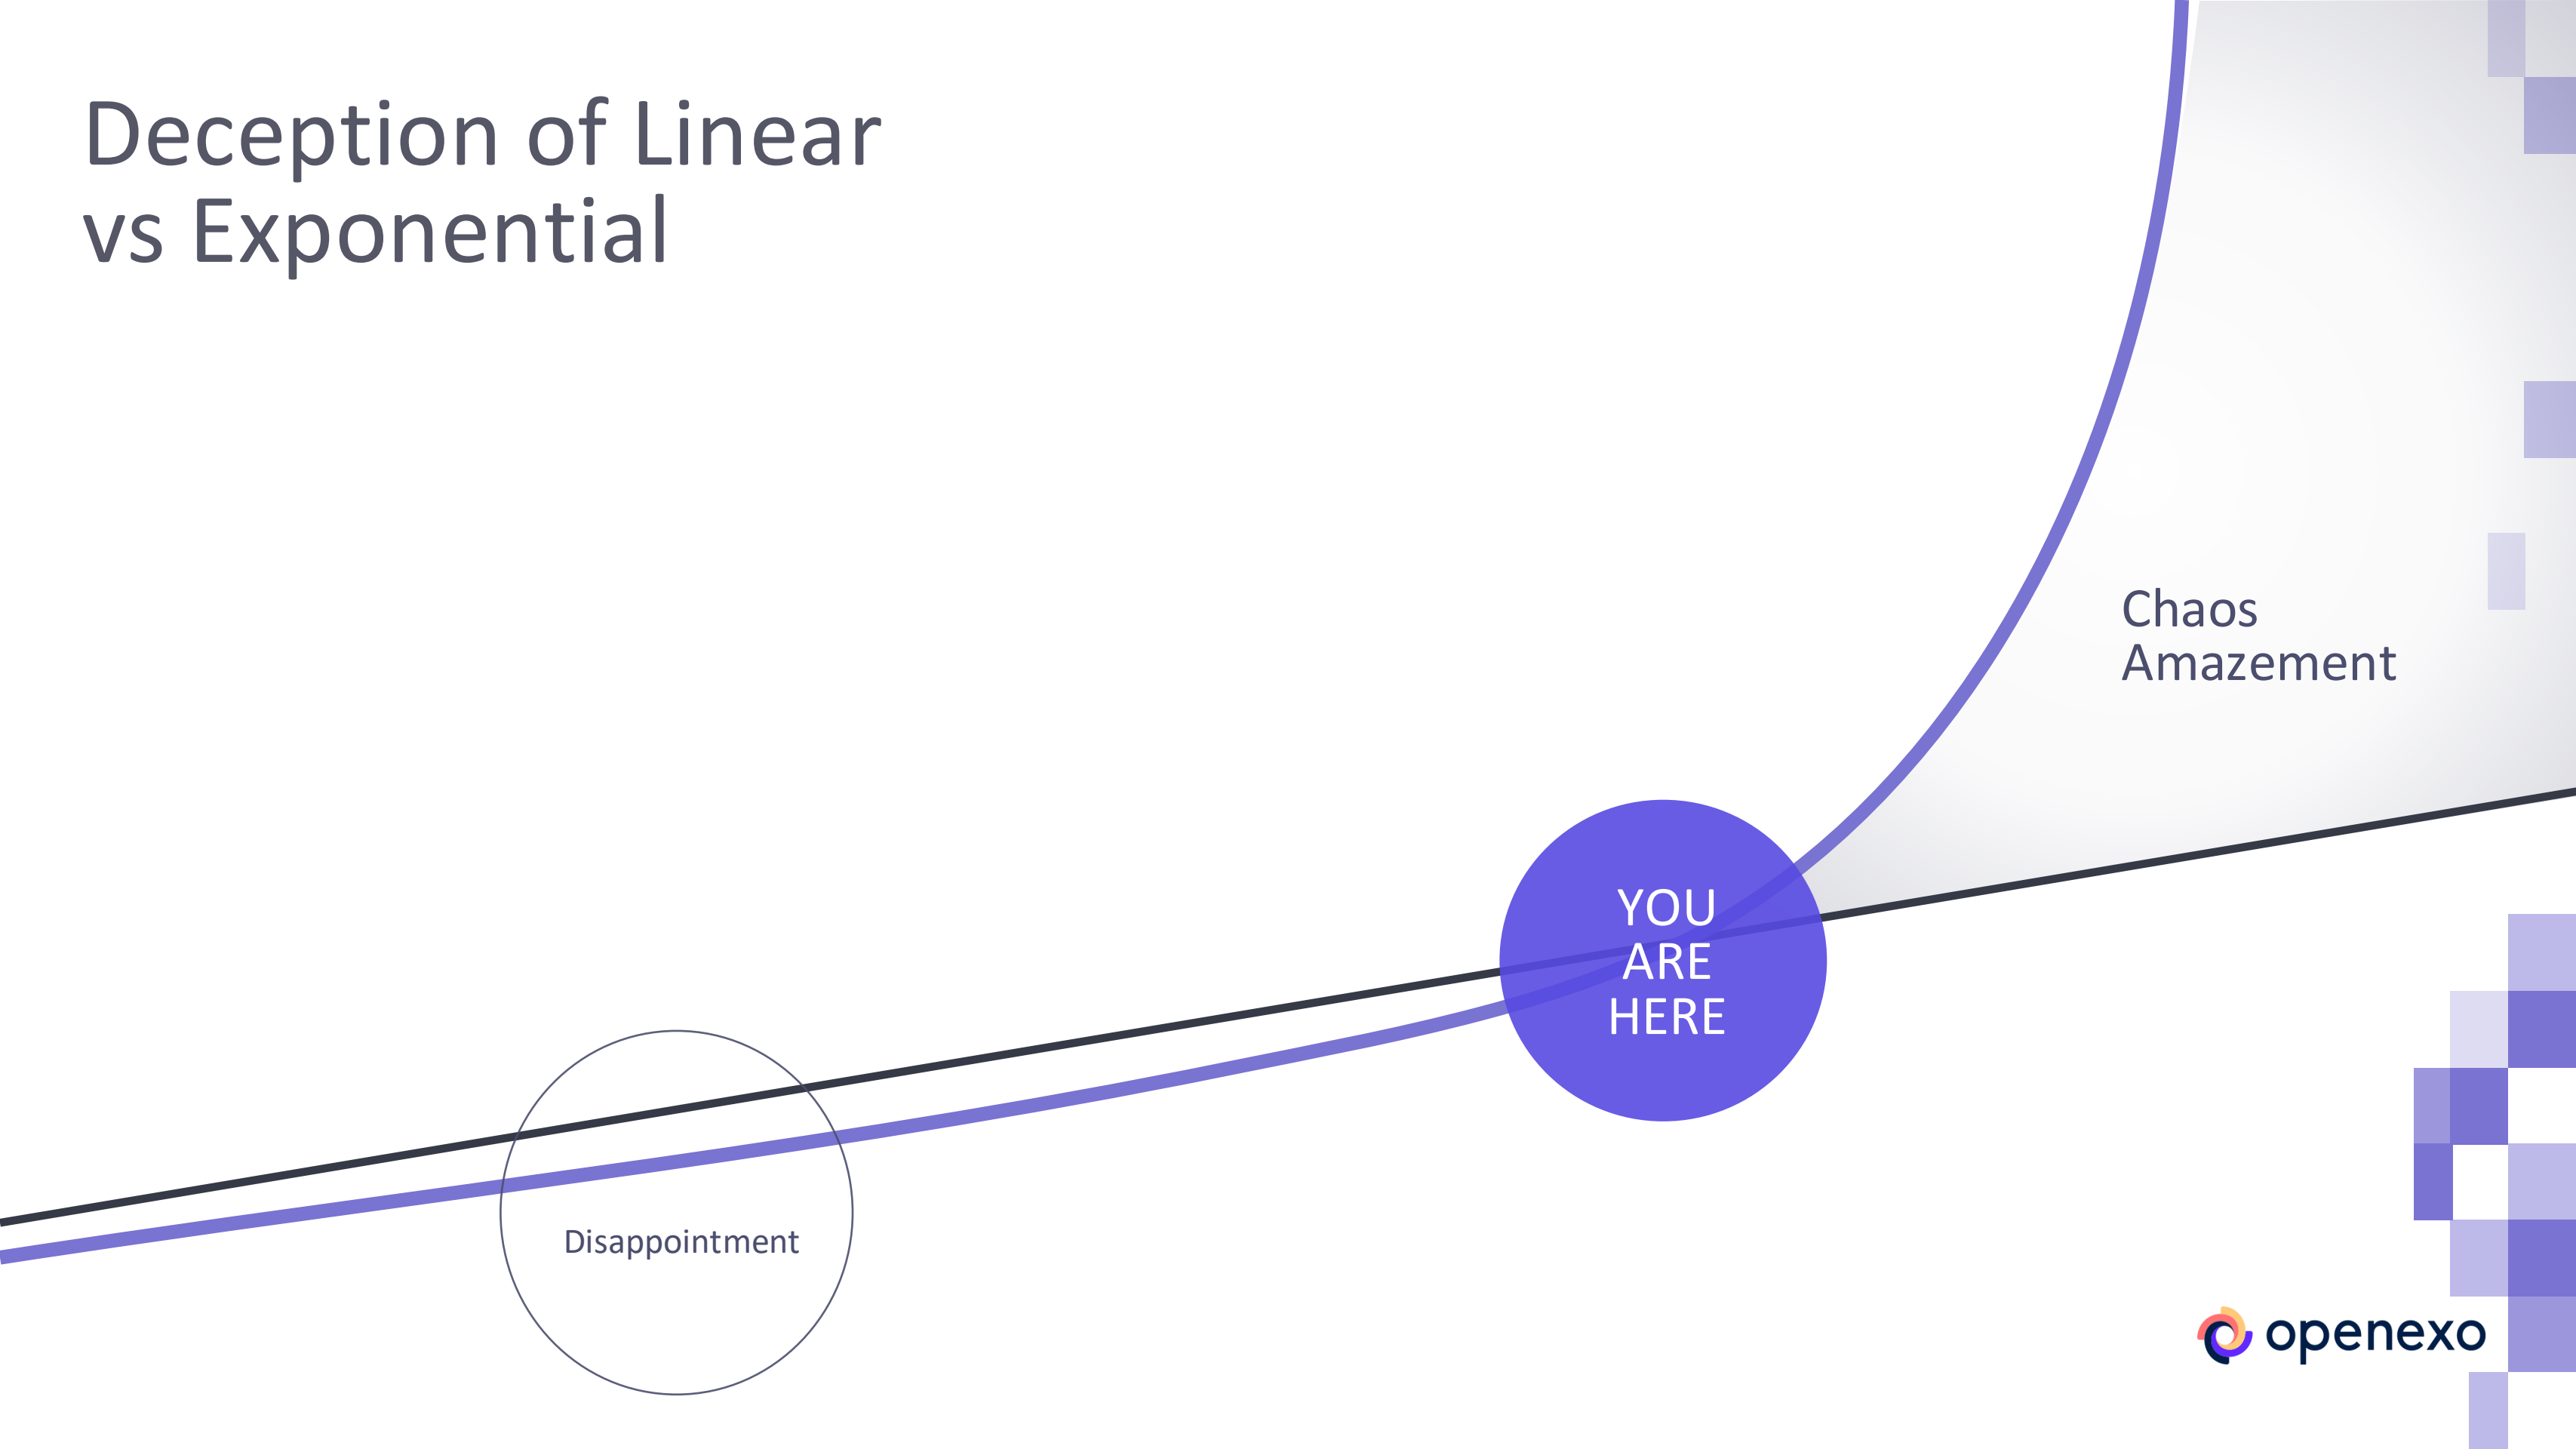 Deception of Linear
vs Exponential
Chaos
Amazement
YOU
ARE
HERE
Disappointment
openexo